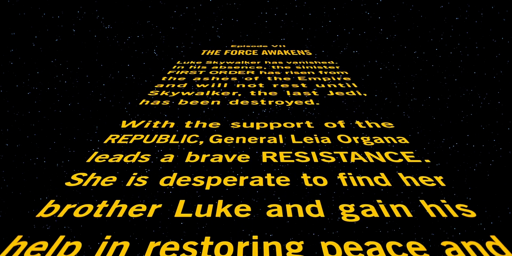 Episode VII
THE FORCE AWAKENS
Luke Skywalker has vanished.
In his absence, the sinister
FIRST ORDER has risen from
the ashes of the Empire
and will not rest until
Skywalker, the last Jedi,
has been destroyed.
With the support of the
REPUBLIC, General Leia Organa
leads a brave RESISTANCE.
She is desperate to find her
brother Luke and gain his
help in restoring peace and